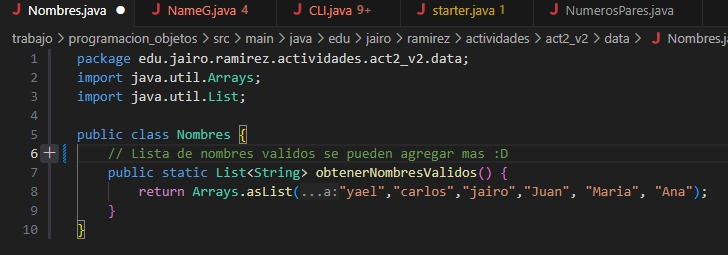 J Nombres.java ● J NameG.java 4 J CLI.java 9+ J starter.java 1 J NumerosPares.java
trabajo > programacion_objetos > src > main > java > edu > jairo > ramirez > actividades > act2_v2 > data > J Nombres.j
1 package edu.jairo.ramirez.actividades.act2_v2.data;
2 import java.util.Arrays;
3 import java.util.List;
4
5 public class Nombres {
6 // Lista de nombres validos se pueden agregar mas :D
7 public static List<String> obtenerNombresValidos() {
8 return Arrays.asList(...a:"yael","carlos","jairo","Juan", "Maria", "Ana");
9 }
10 }